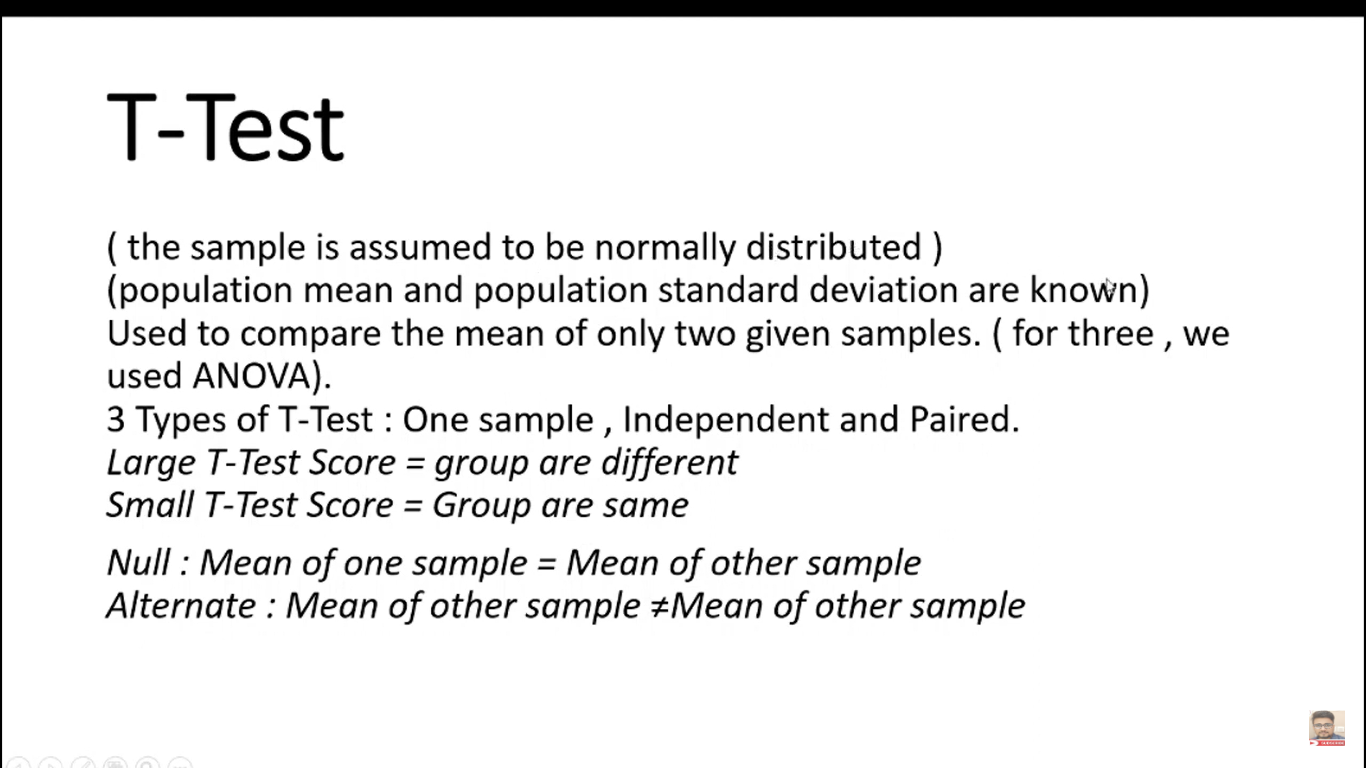 T-Test
( the sample is assumed to be normally distributed )
(population mean and population standard deviation are known)
Used to compare the mean of only two given samples. ( for three , we
used ANOVA).
3 Types of T-Test : One sample , Independent and Paired.
Large T-Test Score = group are different
Small T-Test Score = Group are same
Null : Mean of one sample = Mean of other sample
Alternate : Mean of other sample ≠Mean of other sample